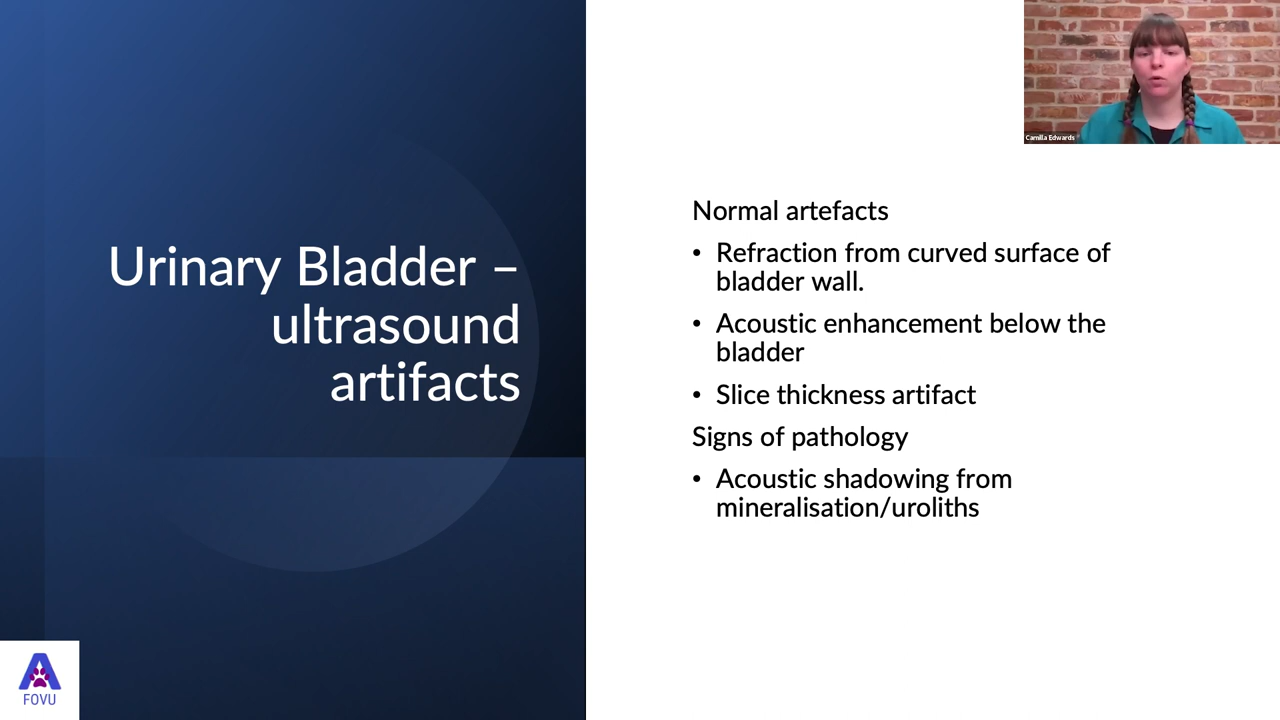 Urinary Bladder –
ultrasound
artifacts
Camilla Edwards
Normal artefacts
• Refraction from curved surface of
bladder wall.
• Acoustic enhancement below the
bladder
• Slice thickness artifact
Signs of pathology
• Acoustic shadowing from
mineralisation/uroliths
A
FOVU